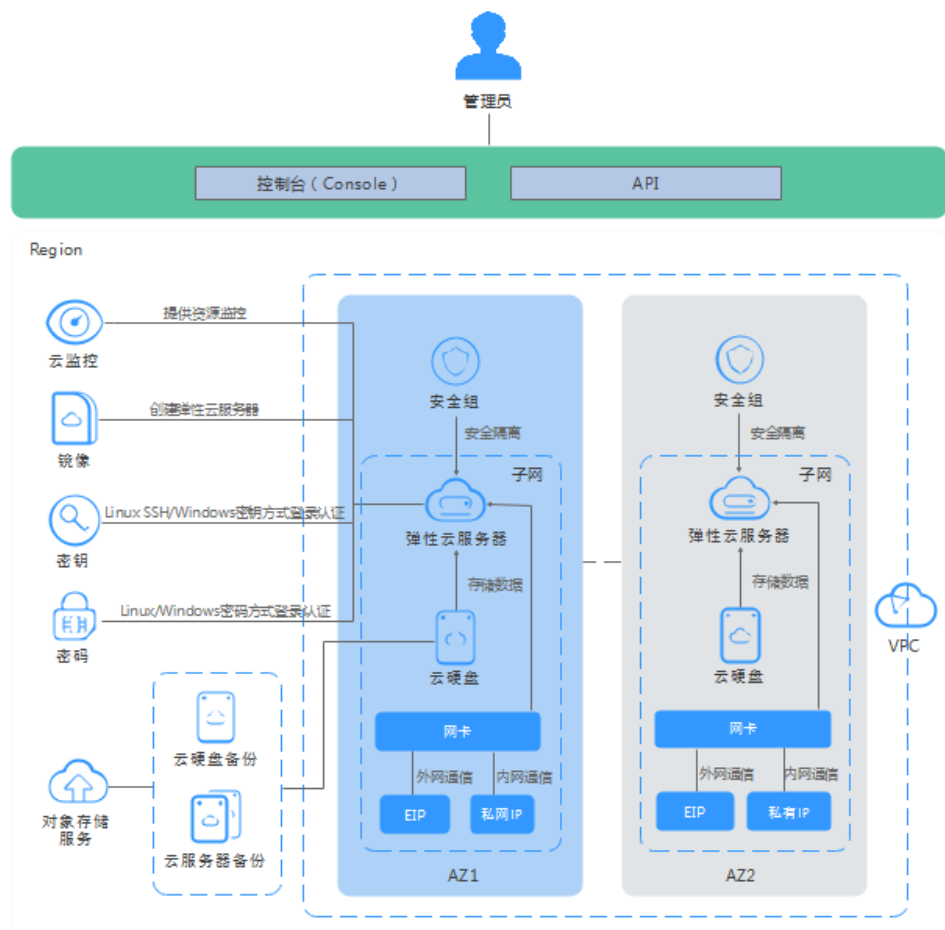 管理员
控制台（Console）
API
Region
提供资源监控
云监控
创建弹性云服务器
镜像
Linux SSH/Windows密钥方式登录认证
密钥
Linux/Windows密码方式登录认证
密码
云硬盘备份
云服务器备份
对象存储
服务
安全组
安全隔离
子网
弹性云服务器
存储数据
云硬盘
网卡
外网通信
内网通信
EIP
私网IP
AZ1
安全组
安全隔离
子网
弹性云服务器
存储数据
云硬盘
网卡
外网通信
内网通信
EIP
私有IP
AZ2
VPC